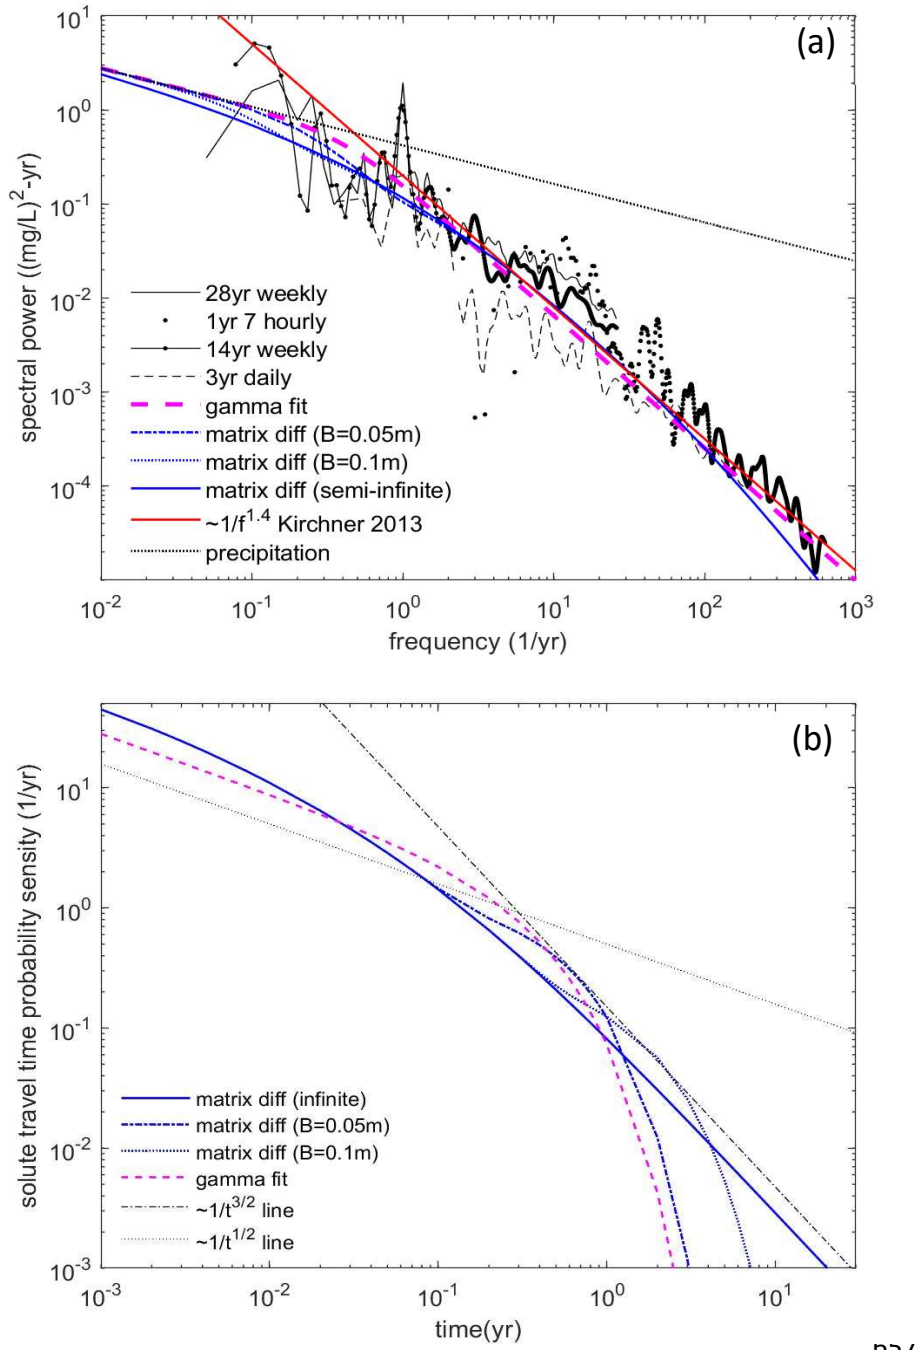 (a)
10^1
10^0
10^-1
10^-2
10^-3
10^-4
spectral power ((mg/L)^2-yr)
28yr weekly
1yr 7 hourly
14yr weekly
3yr daily
gamma fit
matrix diff (B=0.05m)
matrix diff (B=0.1m)
matrix diff (semi-infinite)
~1/f^1.4 Kirchner 2013
precipitation
10^-2 10^-1 10^0 10^1 10^2 10^3
frequency (1/yr)
(b)
10^1
10^0
10^-1
10^-2
10^-3
solute travel time probability sensity (1/yr)
matrix diff (infinite)
matrix diff (B=0.05m)
matrix diff (B=0.1m)
gamma fit
~1/t^3/2 line
~1/t^1/2 line
10^-3 10^-2 10^-1 10^0 10^1
time(yr)